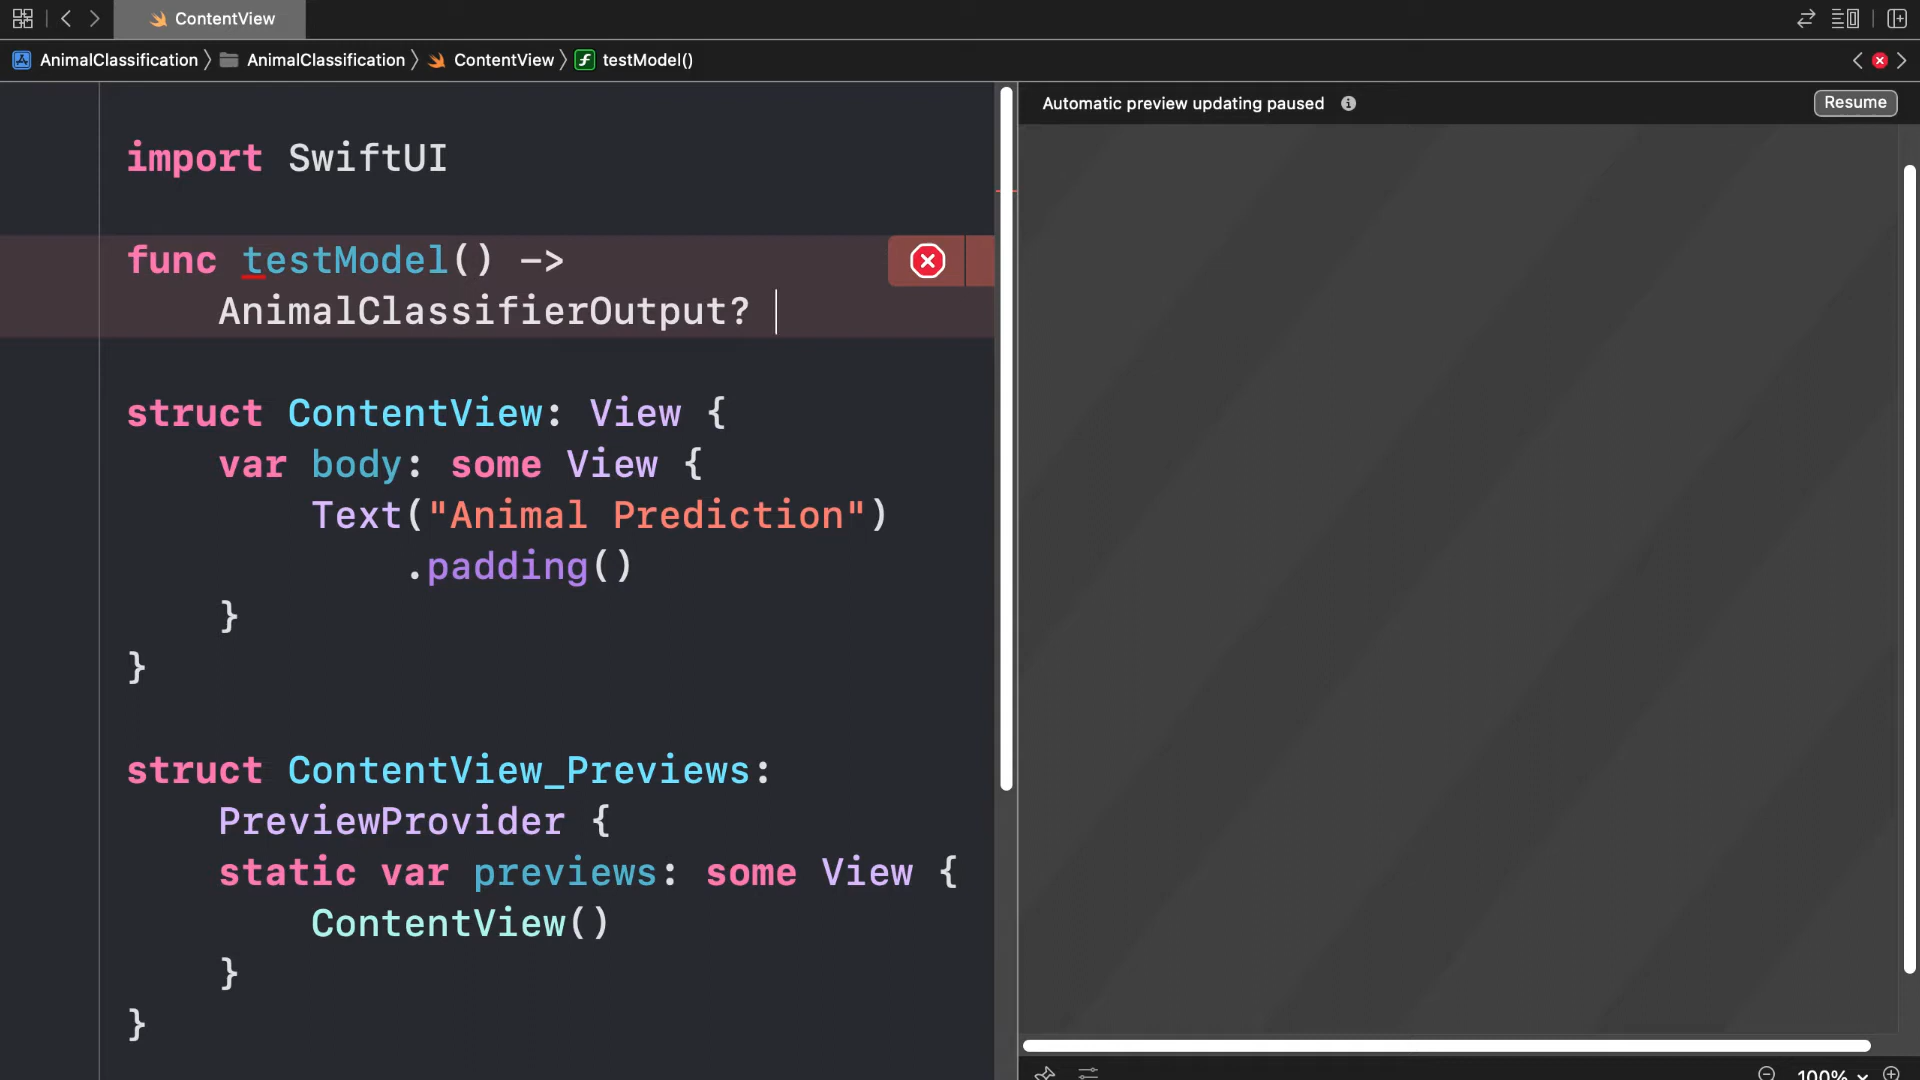 ContentView
AnimalClassification 〉 AnimalClassification 〉 ContentView 〉 testModel()
Automatic preview updating paused
Resume
import SwiftUI
func testModel() ->
AnimalClassifierOutput?
struct ContentView: View {
var body: some View {
Text("Animal Prediction")
.padding()
}
}
struct ContentView_Previews:
PreviewProvider {
static var previews: some View {
ContentView()
}
}
100%